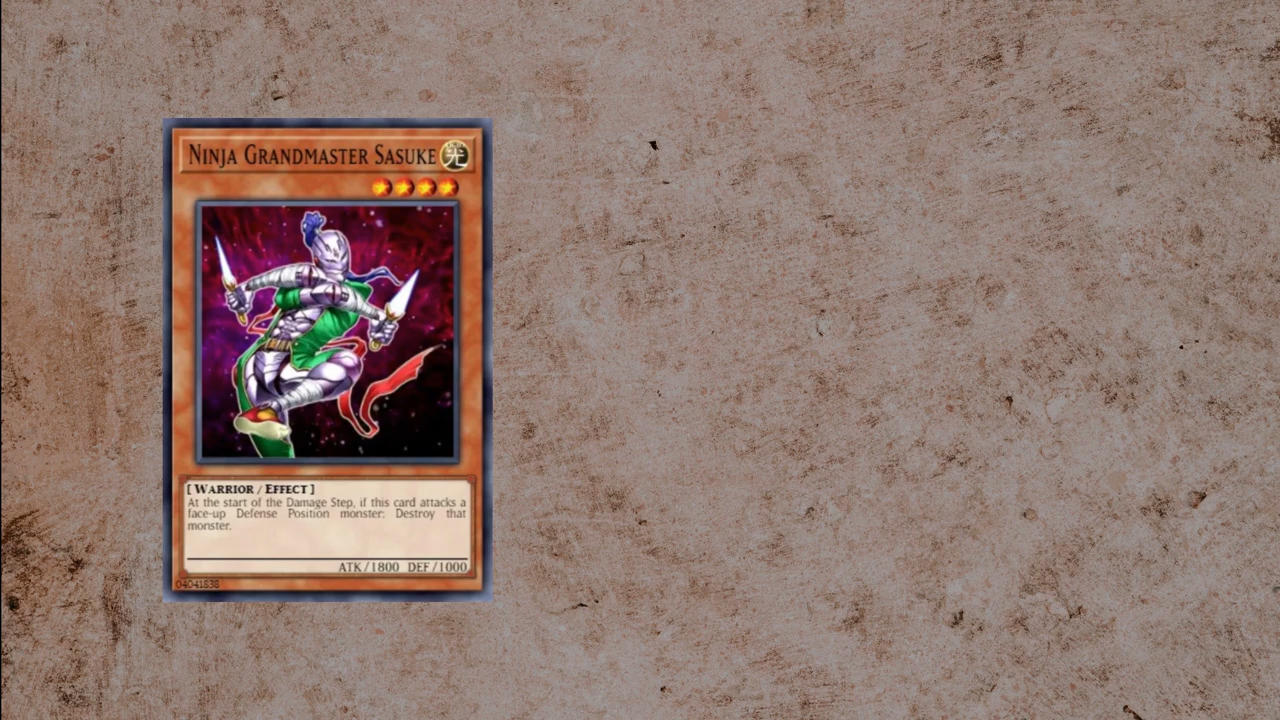 Ninja Grandmaster Sasuke 光
[ Warrior / Effect ]
At the start of the Damage Step, if this card attacks a
face-up Defense Position monster: Destroy that
monster.
ATK/1800 DEF/1000
04041838